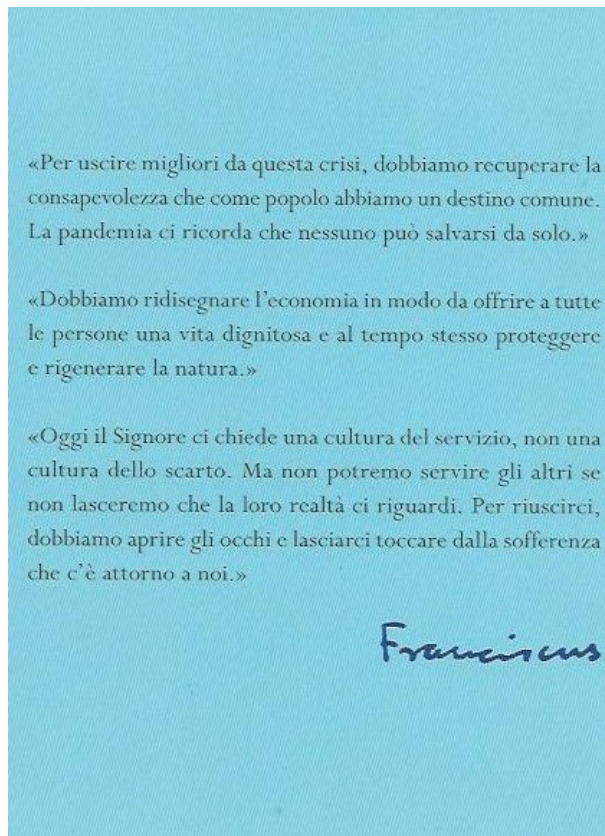 «Per uscire migliori da questa crisi, dobbiamo recuperare la
consapevolezza che come popolo abbiamo un destino comune.
La pandemia ci ricorda che nessuno può salvarsi da solo.»
«Dobbiamo ridisegnare l’economia in modo da offrire a tutte
le persone una vita dignitosa e al tempo stesso proteggere
e rigenerare la natura.»
«Oggi il Signore ci chiede una cultura del servizio, non una
cultura dello scarto. Ma non potremo servire gli altri se
non lasceremo che la loro realtà ci riguardi. Per riuscirci,
dobbiamo aprire gli occhi e lasciarci toccare dalla sofferenza
che c’è attorno a noi.»
Franciscus